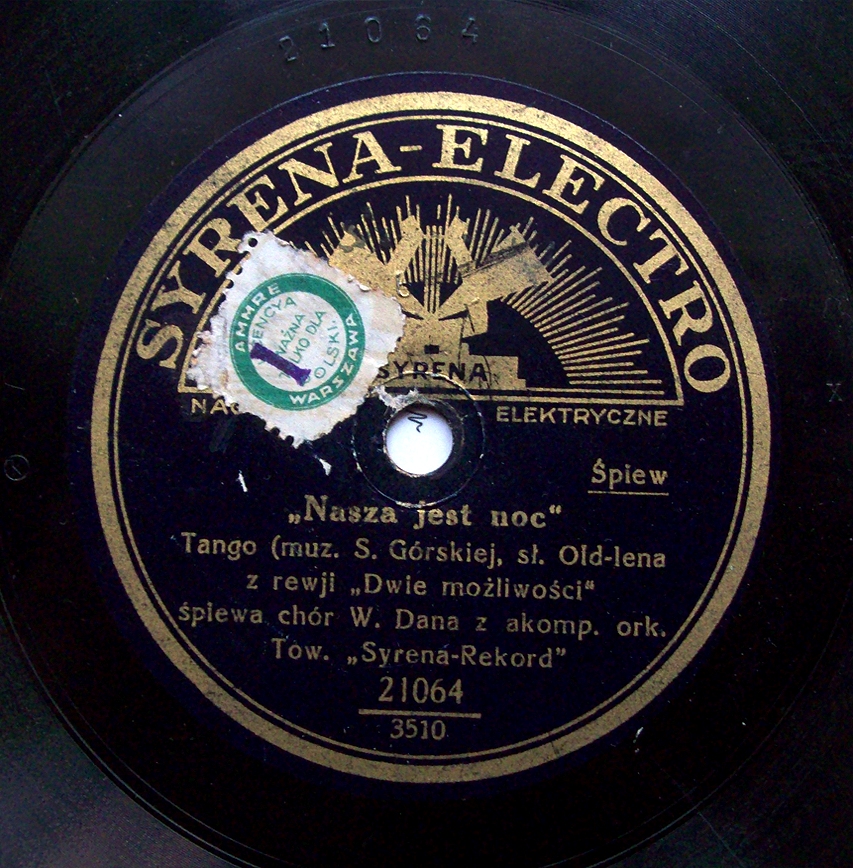 21064
SYRENA-ELECTRO
AMMRE
WARSZAWA
SYRENA
ELEKTRYCZNE
Śpiew
„Nasza jest noc“
Tango (muz. S. Górskiej, sł. Old-lena
z rewji „Dwie możliwości“
śpiewa chór W. Dana z akomp. ork.
Tow. „Syrena-Rekord”
21064
3510